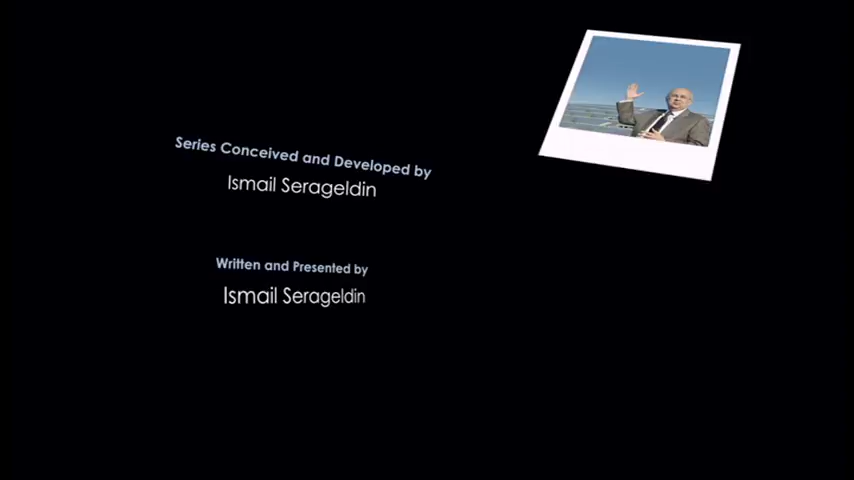 Series Conceived and Developed by
Ismail Serageldin
Written and Presented by
Ismail Serageldin